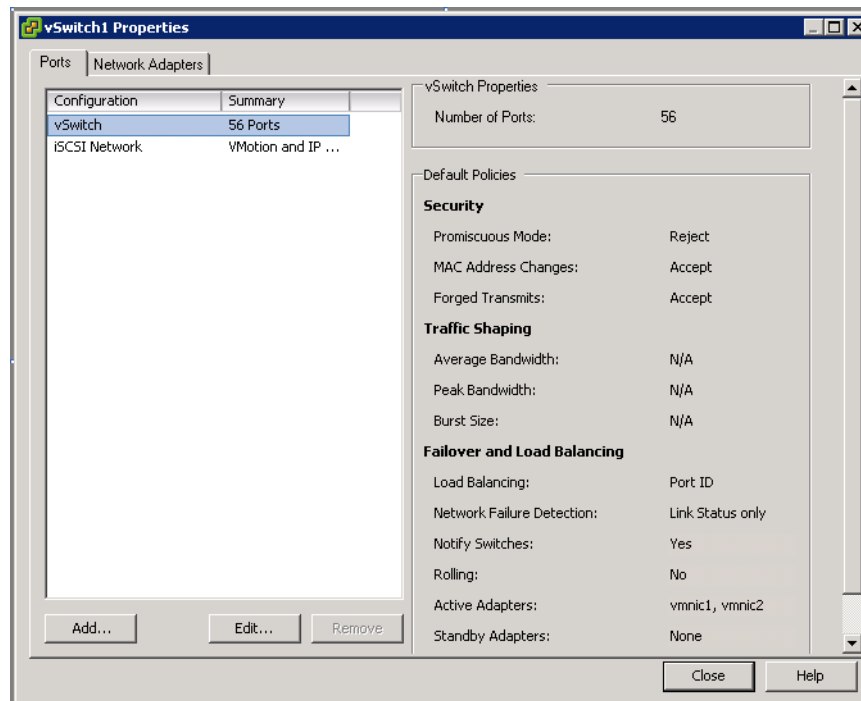 vSwitch1 Properties
Ports
Network Adapters
Configuration Summary
vSwitch 56 Ports
iSCSI Network VMotion and IP ...
Add...
Edit...
Remove
vSwitch Properties
Number of Ports: 56
Default Policies
Security
Promiscuous Mode: Reject
MAC Address Changes: Accept
Forged Transmits: Accept
Traffic Shaping
Average Bandwidth: N/A
Peak Bandwidth: N/A
Burst Size: N/A
Failover and Load Balancing
Load Balancing: Port ID
Network Failure Detection: Link Status only
Notify Switches: Yes
Rolling: No
Active Adapters: vmnic1, vmnic2
Standby Adapters: None
Close
Help